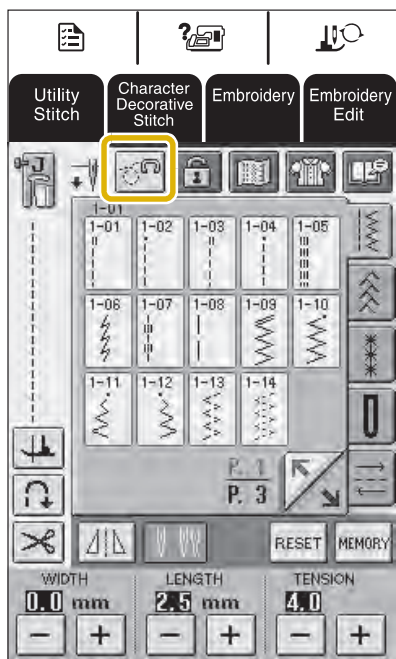 Utility
Stitch
Character
Decorative
Stitch
Embroidery
Embroidery
Edit
J
1-01
1-01 1-02 1-03 1-04 1-05
1-06 1-07 1-08 1-09 1-10
1-11 1-12 1-13 1-14
P. 1
P. 3
RESET MEMORY
WIDTH LENGTH TENSION
0.0 mm 2.5 mm 4.0
− + − + − +